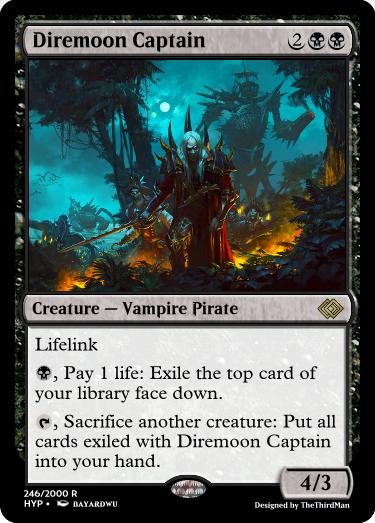 Diremoon Captain 2
Creature — Vampire Pirate
Lifelink
, Pay 1 life: Exile the top card of
your library face down.
, Sacrifice another creature: Put all
cards exiled with Diremoon Captain
into your hand.
4/3
246/2000 R
HYP • BAYARDWU
Designed by TheThirdMan